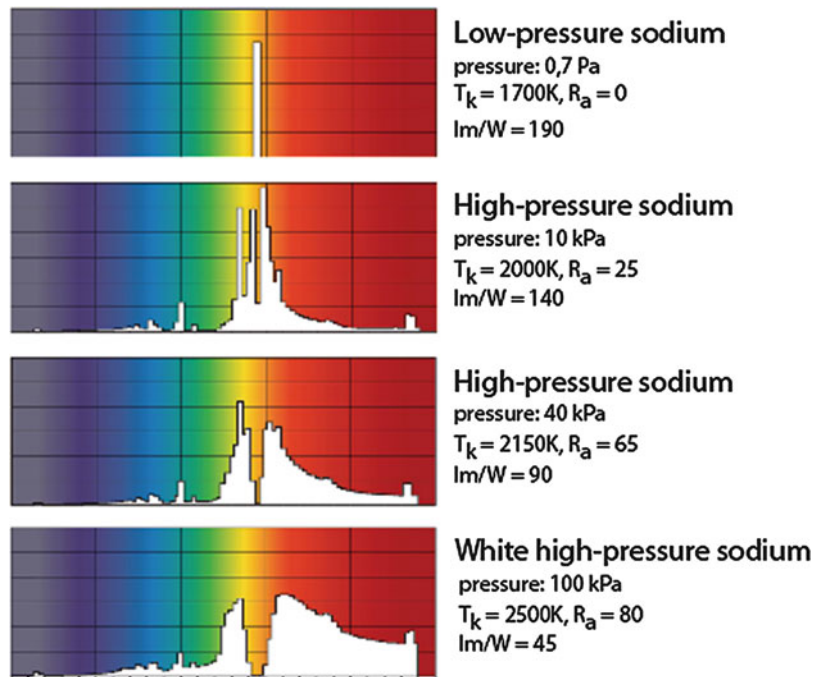 Low-pressure sodium
pressure: 0,7 Pa
Tk = 1700K, Ra = 0
lm/W = 190
High-pressure sodium
pressure: 10 kPa
Tk = 2000K, Ra = 25
lm/W = 140
High-pressure sodium
pressure: 40 kPa
Tk = 2150K, Ra = 65
lm/W = 90
White high-pressure sodium
pressure: 100 kPa
Tk = 2500K, Ra = 80
lm/W = 45